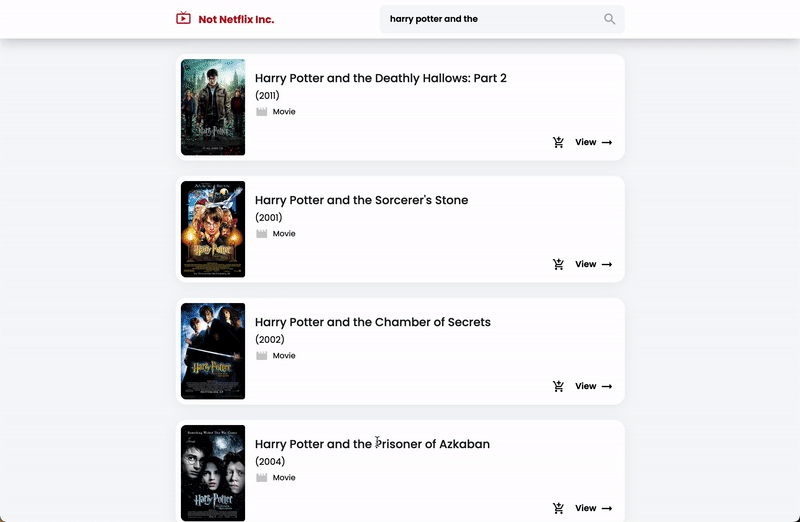 Not Netflix Inc.
harry potter and the
Harry Potter and the Deathly Hallows: Part 2
(2011)
Movie
View
Harry Potter and the Sorcerer's Stone
(2001)
Movie
View
Harry Potter and the Chamber of Secrets
(2002)
Movie
View
Harry Potter and the Prisoner of Azkaban
(2004)
Movie
View